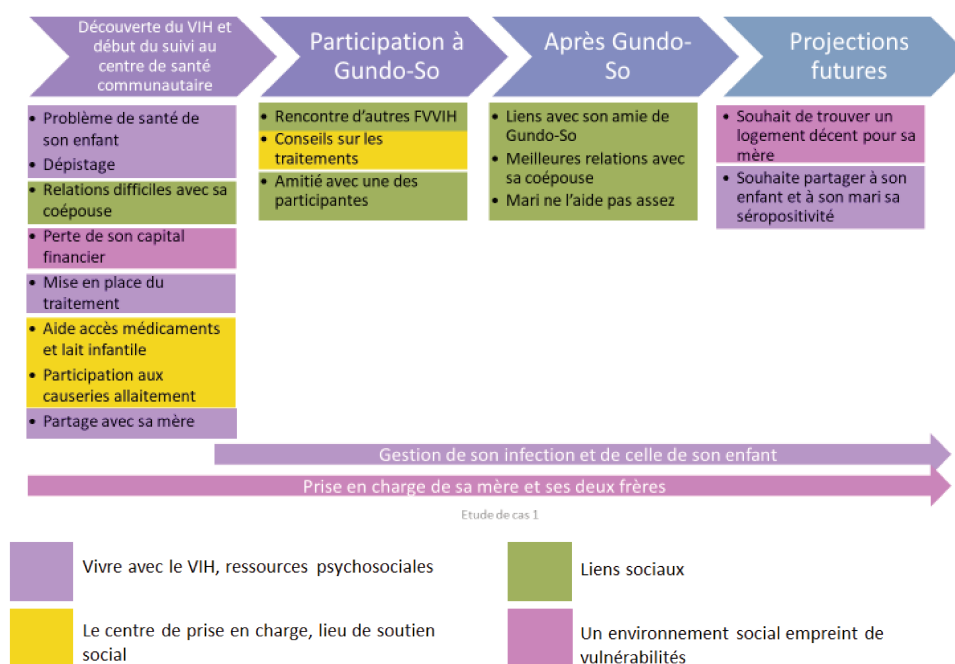 Découverte du VIH et
début du suivi au
centre de santé
communautaire
Participation à
Gundo-So
Après Gundo-
So
Projections
futures
• Problème de santé de
son enfant
• Dépistage
• Relations difficiles avec sa
coépouse
• Perte de son capital
financier
• Mise en place du
traitement
• Aide accès médicaments
et lait infantile
• Participation aux
causeries allaitement
• Partage avec sa mère
• Rencontre d'autres FVVIH
• Conseils sur les
traitements
• Amitié avec une des
participantes
• Liens avec son amie de
Gundo-So
• Meilleures relations avec
sa coépouse
• Mari ne l'aide pas assez
• Souhait de trouver un
logement décent pour sa
mère
• Souhaite partager à son
enfant et à son mari sa
séropositivité
Gestion de son infection et de celle de son enfant
Prise en charge de sa mère et ses deux frères
Etude de cas 1
Vivre avec le VIH, ressources psychosociales
Liens sociaux
Le centre de prise en charge, lieu de soutien
social
Un environnement social empreint de
vulnérabilités